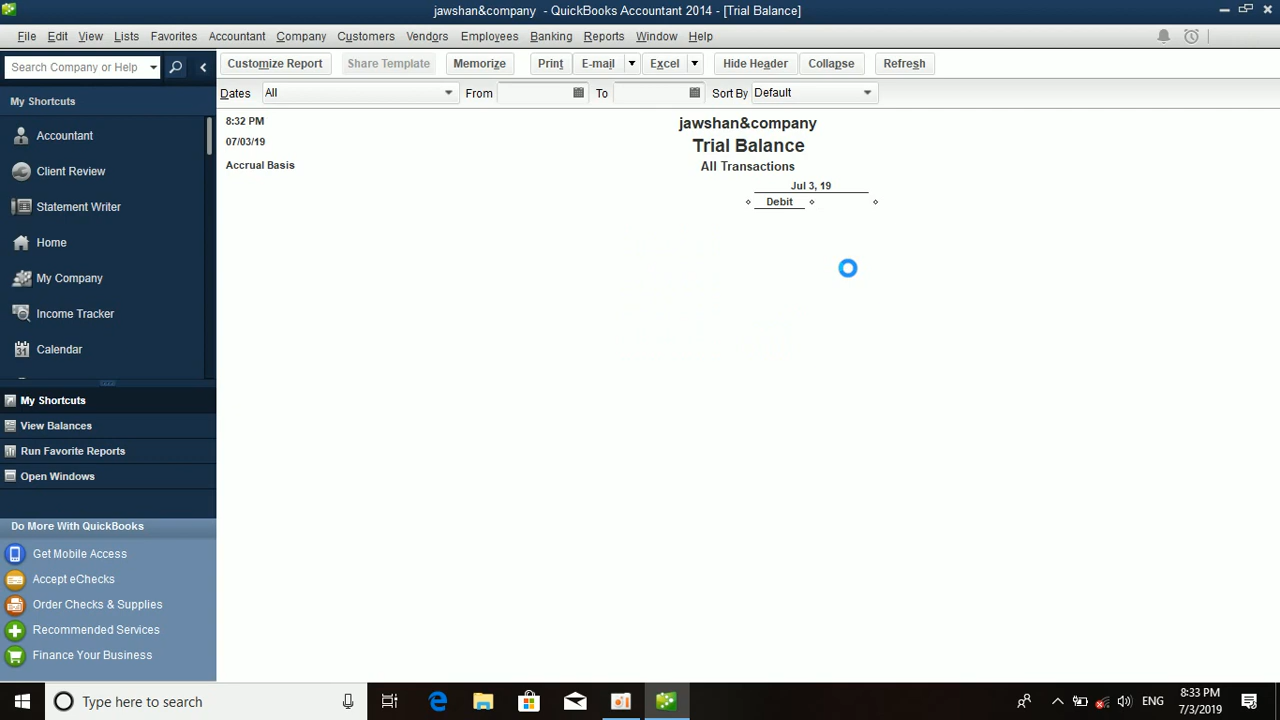 jawshan&company - QuickBooks Accountant 2014 - [Trial Balance]
File Edit View Lists Favorites Accountant Company Customers Vendors Employees Banking Reports Window Help
Search Company or Help
Customize Report Share Template Memorize Print E-mail Excel Hide Header Collapse Refresh
Dates All From To Sort By Default
My Shortcuts
Accountant
Client Review
Statement Writer
Home
My Company
Income Tracker
31 Calendar
My Shortcuts
View Balances
Run Favorite Reports
Open Windows
Do More With QuickBooks
Get Mobile Access
Accept eChecks
Order Checks & Supplies
Recommended Services
Finance Your Business
8:32 PM
07/03/19
Accrual Basis
jawshan&company
Trial Balance
All Transactions
Jul 3, 19
Debit
Type here to search
ENG
8:33 PM
7/3/2019